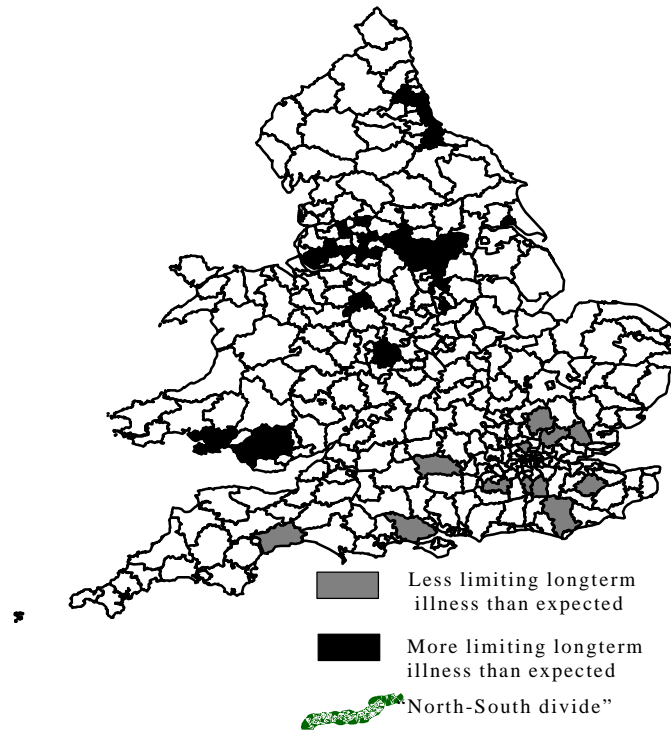 Less limiting longterm
illness than expected
More limiting longterm
illness than expected
"North-South divide”